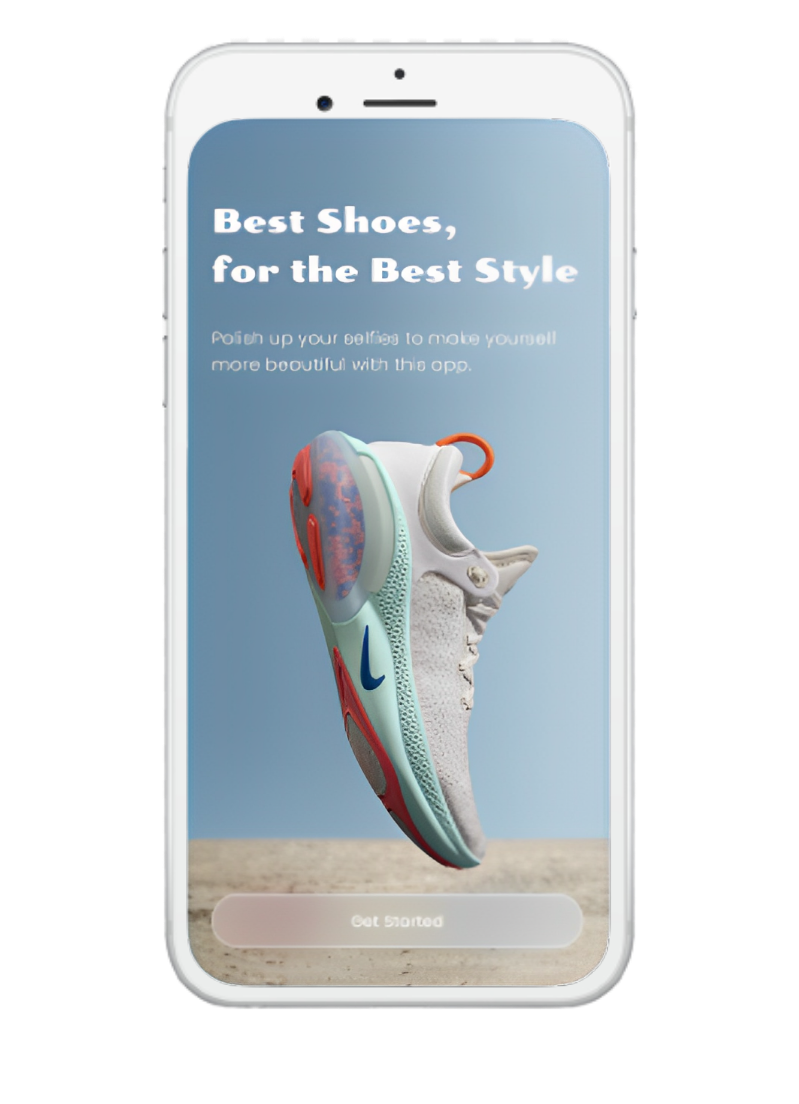 Best Shoes,
for the Best Style
Polish up your selfies to make yourself
more beautiful with this app.
Get Started